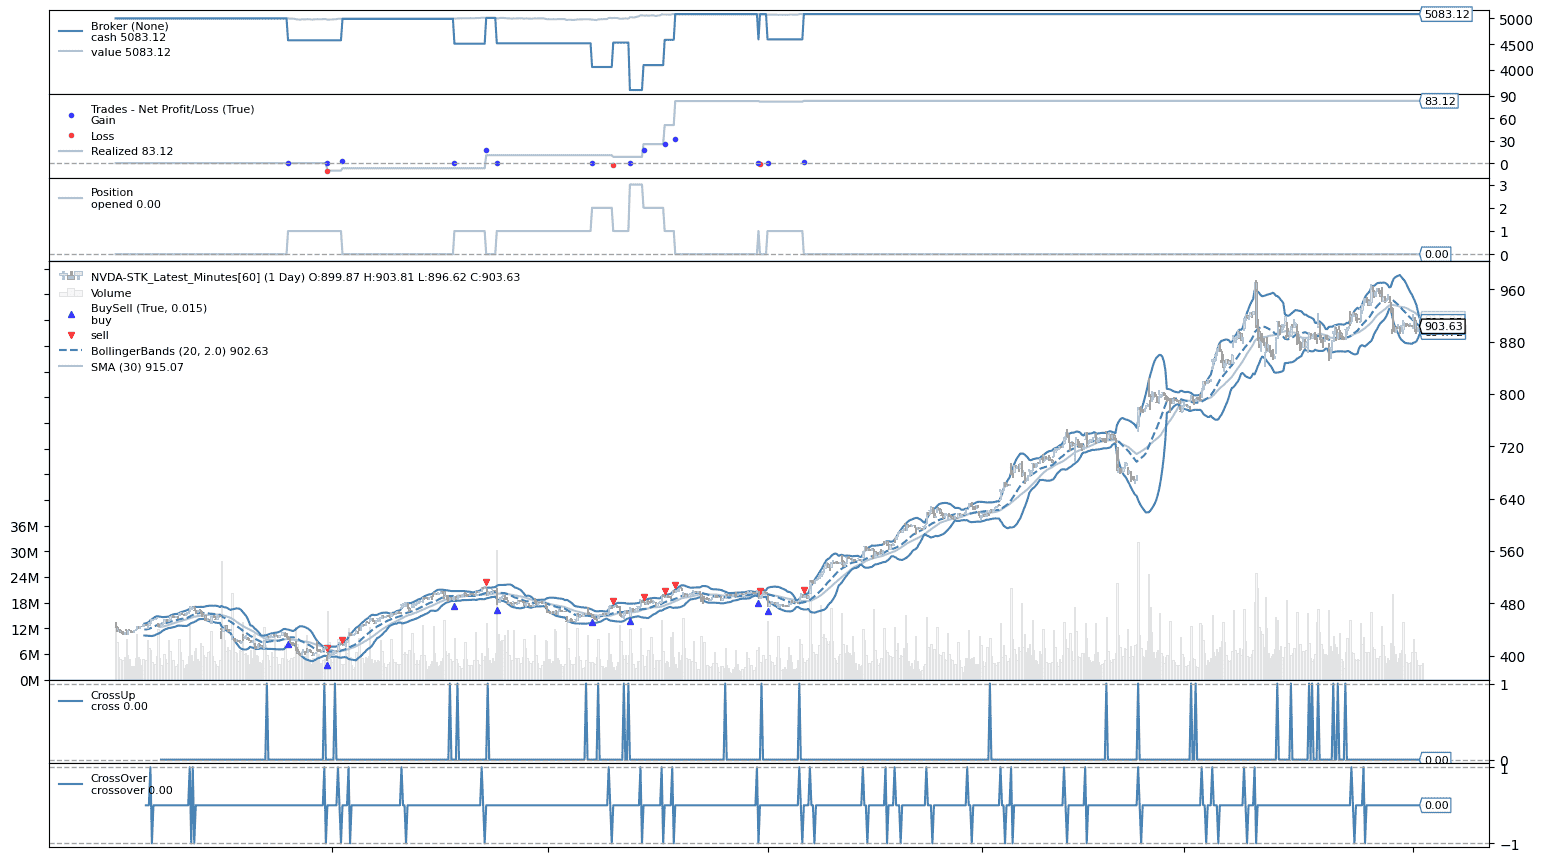 Broker (None)
cash 5083.12
value 5083.12
5083.12
5000
4500
4000
Trades - Net Profit/Loss (True)
Gain
Loss
Realized 83.12
83.12
90
60
30
0
Position
opened 0.00
0.00
3
2
1
0
NVDA-STK_Latest_Minutes[60] (1 Day) O:899.87 H:903.81 L:896.62 C:903.63
Volume
BuySell (True, 0.015)
buy
sell
BollingerBands (20, 2.0) 902.63
SMA (30) 915.07
903.63
960
880
800
720
640
560
480
400
36M
30M
24M
18M
12M
6M
0M
CrossUp
cross 0.00
0.00
1
0
CrossOver
crossover 0.00
0.00
1
−1